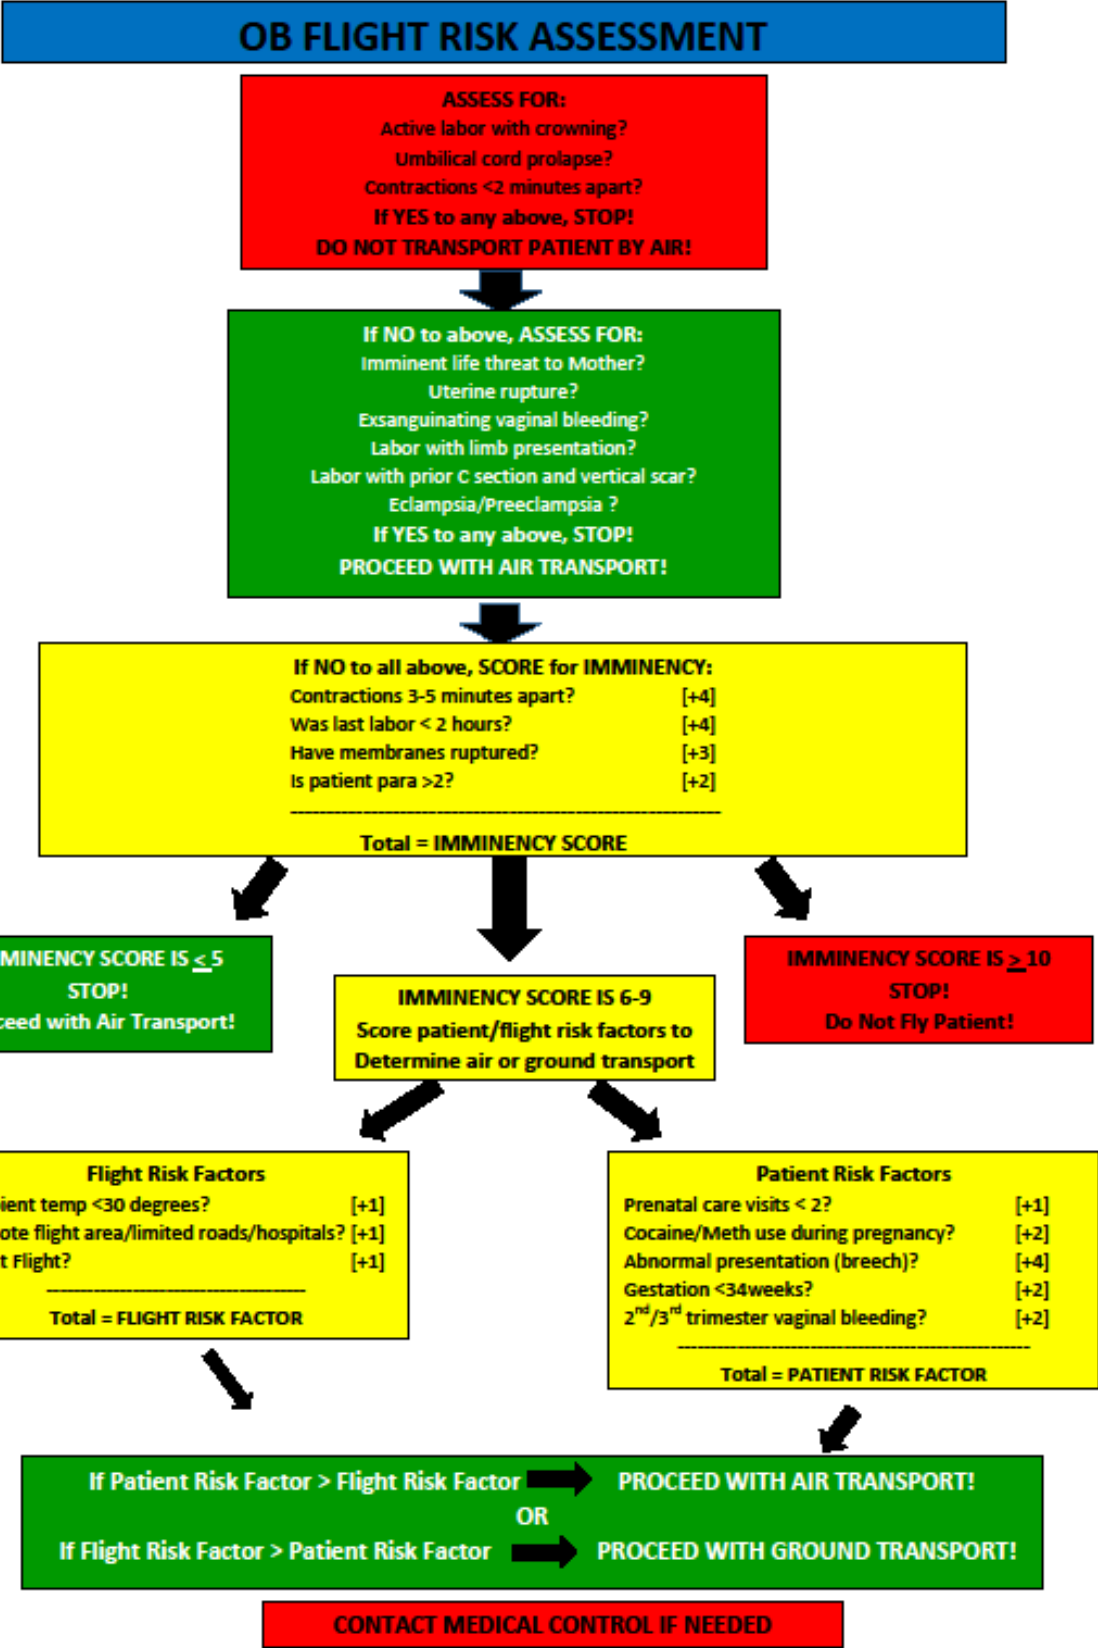 OB FLIGHT RISK ASSESSMENT
ASSESS FOR:
Active labor with crowning?
Umbilical cord prolapse?
Contractions <2 minutes apart?
If YES to any above, STOP!
DO NOT TRANSPORT PATIENT BY AIR!
If NO to above, ASSESS FOR:
Imminent life threat to Mother?
Uterine rupture?
Exsanguinating vaginal bleeding?
Labor with limb presentation?
Labor with prior C section and vertical scar?
Eclampsia/Preeclampsia ?
If YES to any above, STOP!
PROCEED WITH AIR TRANSPORT!
If NO to all above, SCORE for IMMINENCY:
Contractions 3-5 minutes apart? [+4]
Was last labor < 2 hours? [+4]
Have membranes ruptured? [+3]
Is patient para >2? [+2]
Total = IMMINENCY SCORE
MINENCY SCORE IS < 5
STOP!
ceed with Air Transport!
IMMINENCY SCORE IS 6-9
Score patient/flight risk factors to
Determine air or ground transport
IMMINENCY SCORE IS > 10
STOP!
Do Not Fly Patient!
Flight Risk Factors
ient temp <30 degrees? [+1]
ote flight area/limited roads/hospitals? [+1]
t Flight? [+1]
Total = FLIGHT RISK FACTOR
Patient Risk Factors
Prenatal care visits < 2? [+1]
Cocaine/Meth use during pregnancy? [+2]
Abnormal presentation (breech)? [+4]
Gestation <34weeks? [+2]
2nd/3rd trimester vaginal bleeding? [+2]
Total = PATIENT RISK FACTOR
If Patient Risk Factor > Flight Risk Factor PROCEED WITH AIR TRANSPORT!
OR
If Flight Risk Factor > Patient Risk Factor PROCEED WITH GROUND TRANSPORT!
CONTACT MEDICAL CONTROL IF NEEDED